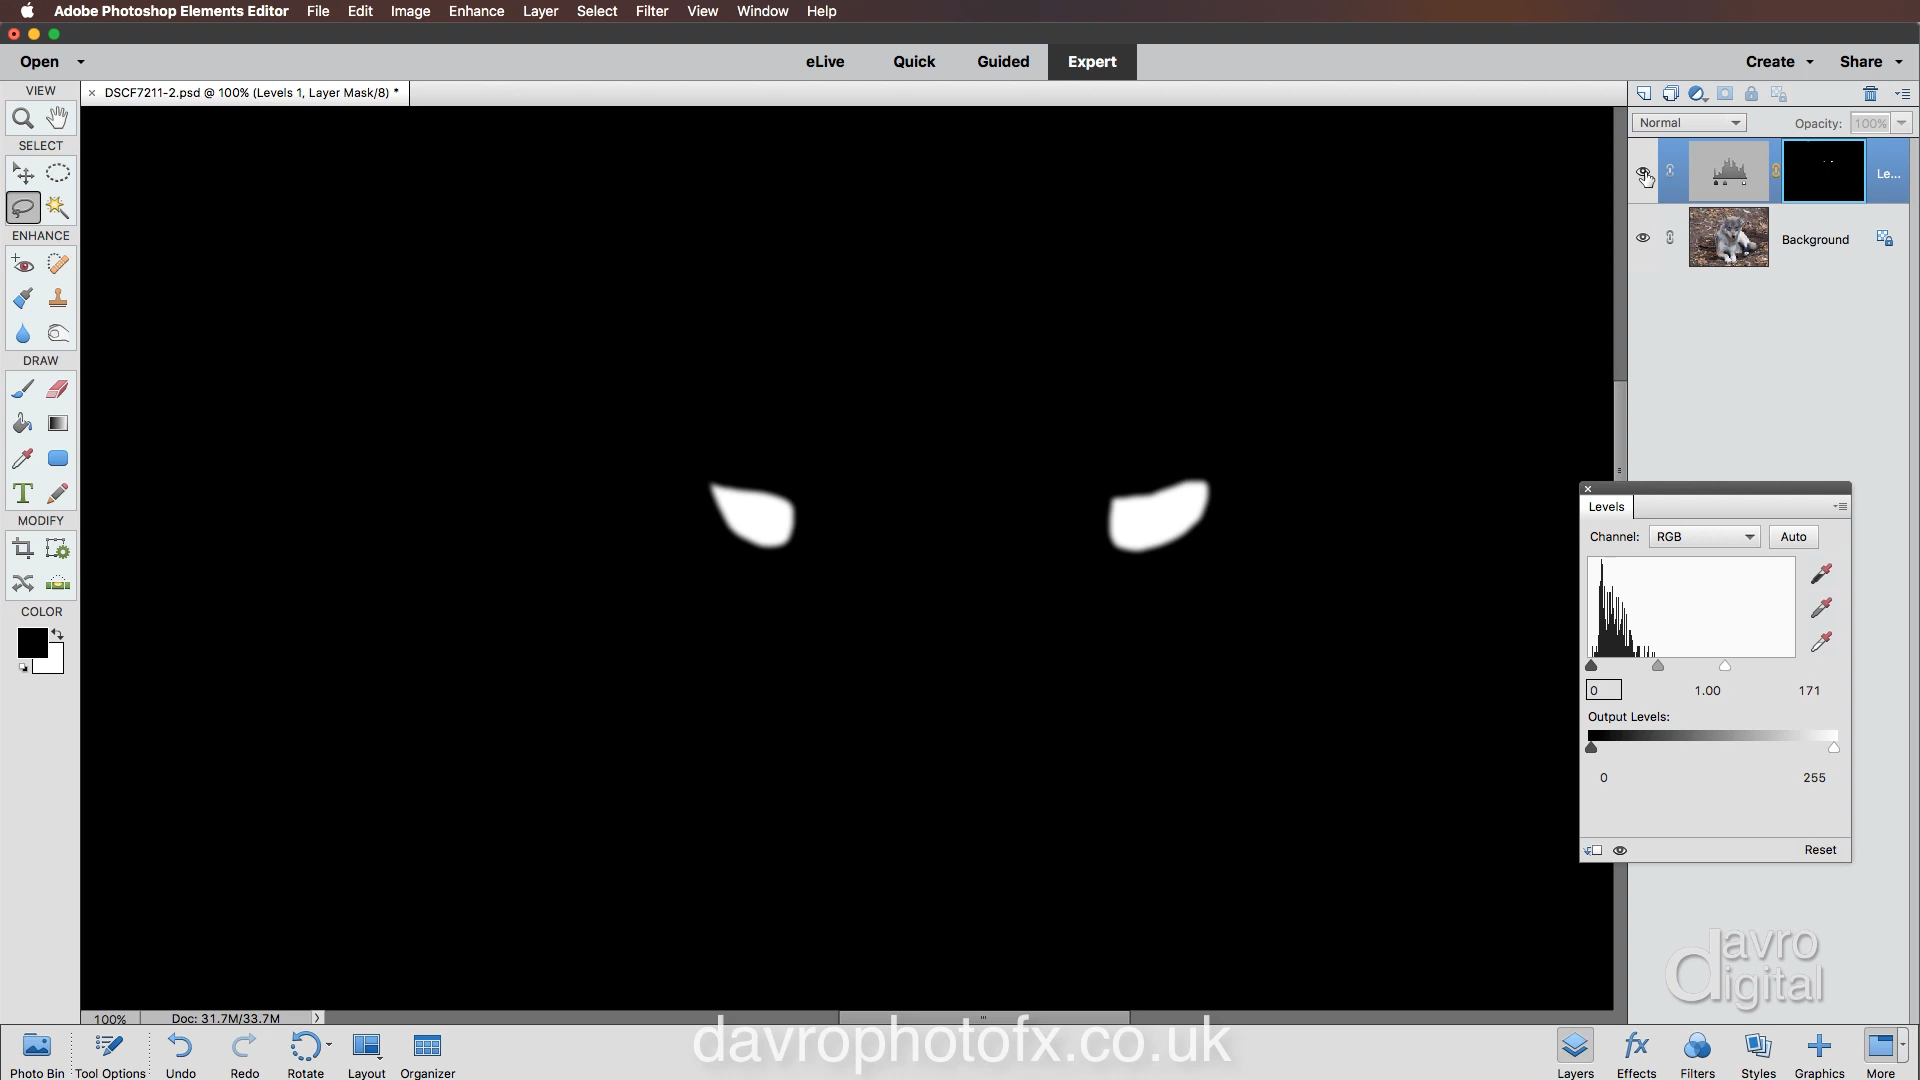 Adobe Photoshop Elements Editor File Edit Image Enhance Layer Select Filter View Window Help
Open eLive Quick Guided Expert Create Share
VIEW × DSCF7211-2.psd @ 100% (Levels 1, Layer Mask/8) *
Normal Opacity: 100%
SELECT
Le...
ENHANCE
Background
DRAW
T
MODIFY
COLOR
Levels
Channel: RGB Auto
0 1.00 171
Output Levels:
0 255
Reset
davro
digital
100% Doc: 31.7M/33.7M
davrophotofx.co.uk
Photo Bin Tool Options Undo Redo Rotate Layout Organizer Layers fx Effects Filters Styles Graphics More